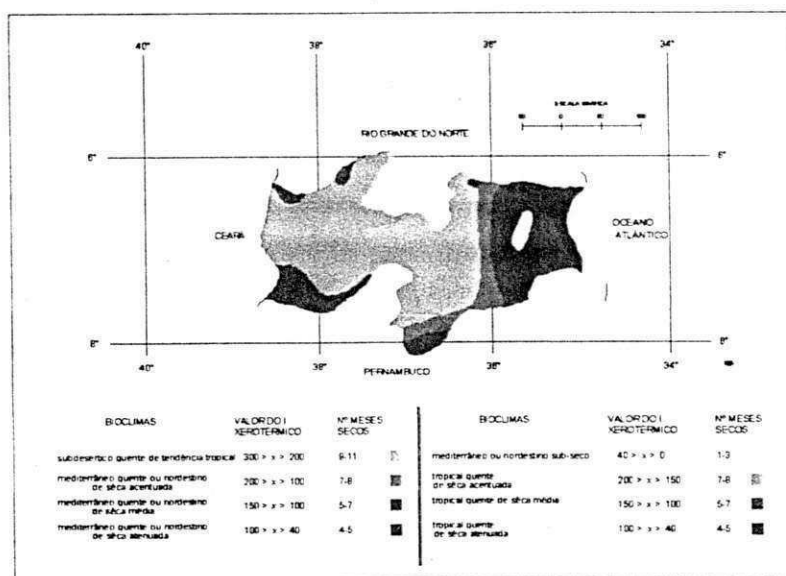 40° 38° 36° 34°
ESCALA GRÁFICA
0
RIO GRANDE DO NORTE
6° 6°
CEARÁ
OCEANO
ATLÂNTICO
8° 8°
40° 38° 36° 34°
PERNAMBUCO
BIOCLIMAS VALOR DO I XEROTÉRMICO Nº MESES SECOS
subdesértico quente de tendência tropical 300 > x > 200 9-11
mediterrâneo quente ou nordestino de sêca acentuada 200 > x > 100 7-8
mediterrâneo quente ou nordestino de sêca média 150 > x > 100 5-7
mediterrâneo quente ou nordestino de sêca atenuada 100 > x > 40 4-5
BIOCLIMAS VALOR DO I XEROTÉRMICO Nº MESES SECOS
mediterrâneo ou nordestino sub-seco 40 > x > 0 1-3
tropical quente de sêca acentuada 200 > x > 150 7-8
tropical quente de sêca média 150 > x > 100 5-7
tropical quente de sêca atenuada 100 > x > 40 4-5